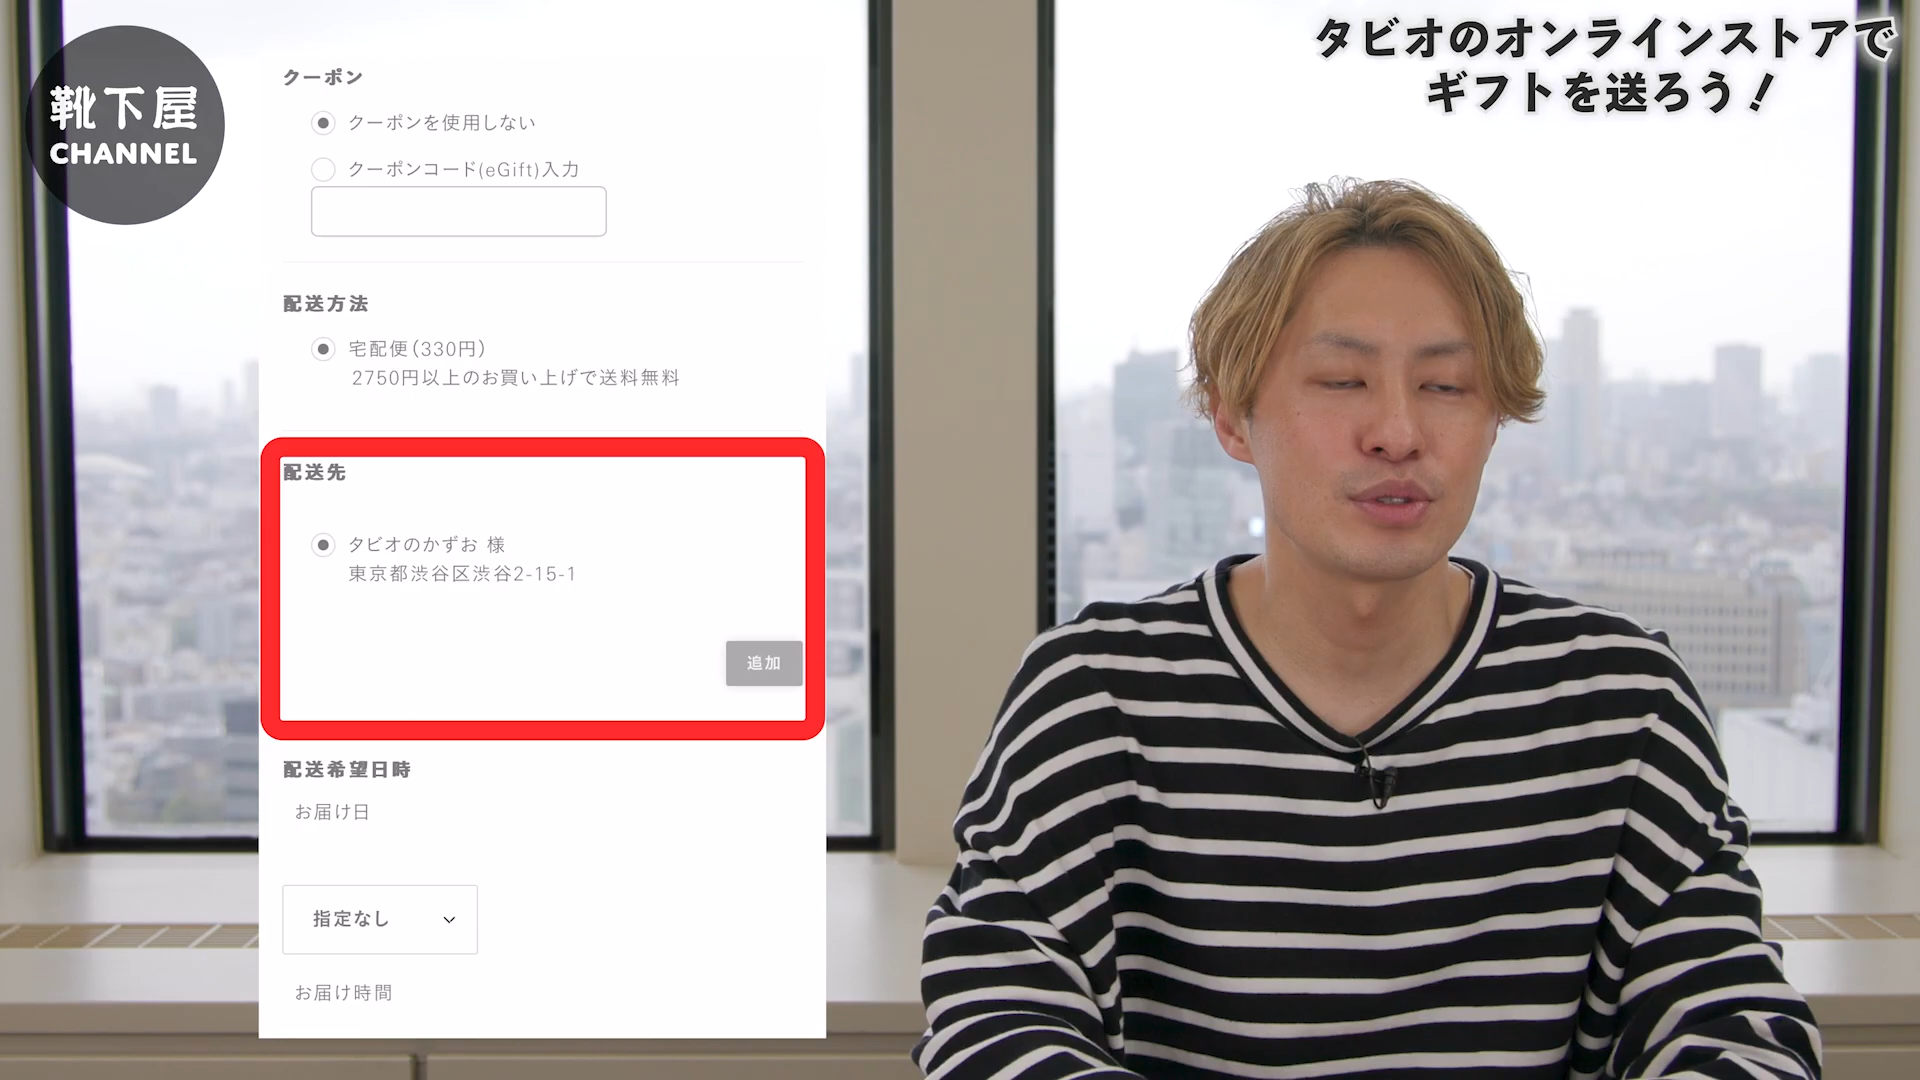 靴下屋
CHANNEL
タビオのオンラインストアで
ギフトを送ろう！
クーポン
クーポンを使用しない
クーポンコード(eGift)入力
配送方法
宅配便(330円)
2750円以上のお買い上げで送料無料
配送先
タビオのかずお 様
東京都渋谷区渋谷2-15-1
追加
配送希望日時
お届け日
指定なし
お届け時間